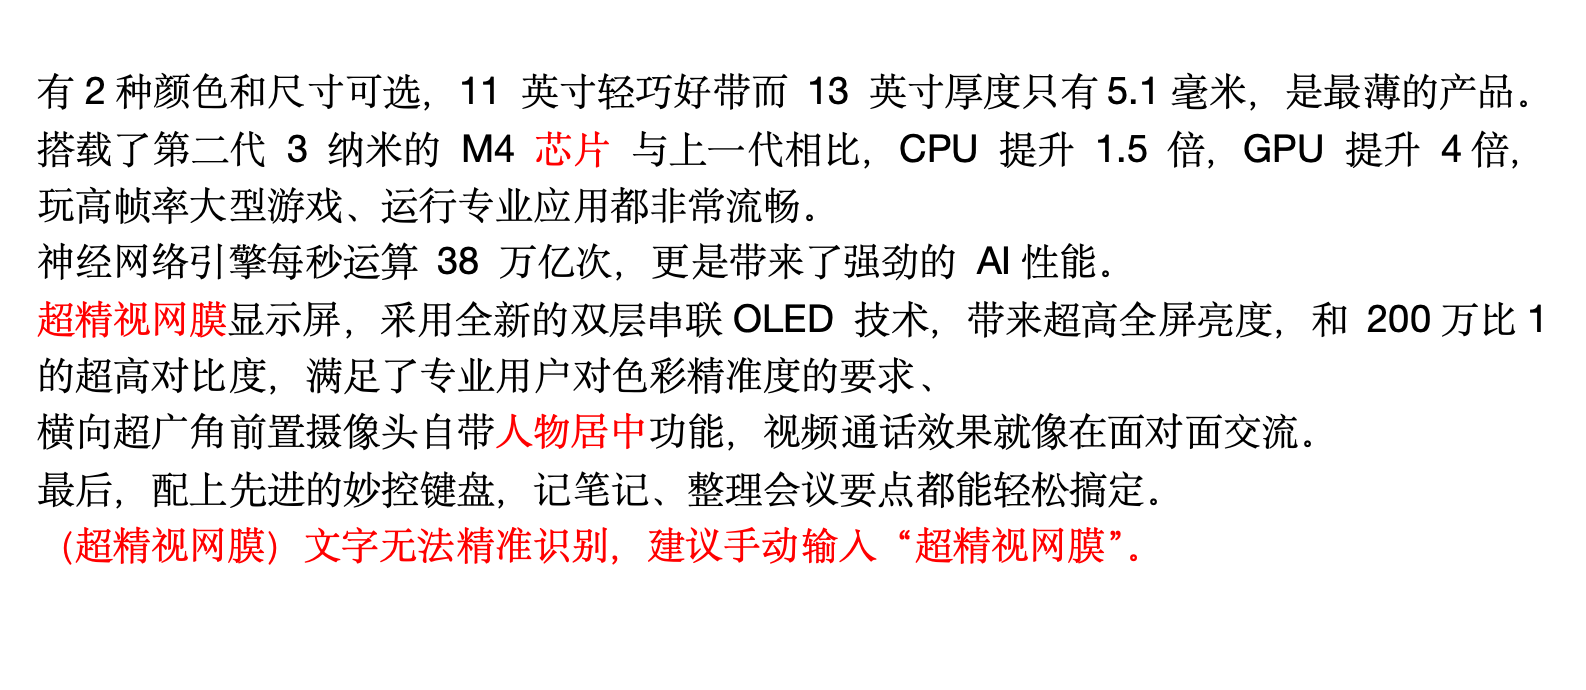 有 2 种颜色和尺寸可选，11 英寸轻巧好带而 13 英寸厚度只有 5.1 毫米，是最薄的产品。
搭载了第二代 3 纳米的 M4 芯片 与上一代相比，CPU 提升 1.5 倍，GPU 提升 4 倍，
玩高帧率大型游戏、运行专业应用都非常流畅。
神经网络引擎每秒运算 38 万亿次，更是带来了强劲的 AI 性能。
超精视网膜显示屏，采用全新的双层串联 OLED 技术，带来超高全屏亮度，和 200 万比 1
的超高对比度，满足了专业用户对色彩精准度的要求、
横向超广角前置摄像头自带人物居中功能，视频通话效果就像在面对面交流。
最后，配上先进的妙控键盘，记笔记、整理会议要点都能轻松搞定。
（超精视网膜）文字无法精准识别，建议手动输入“超精视网膜”。